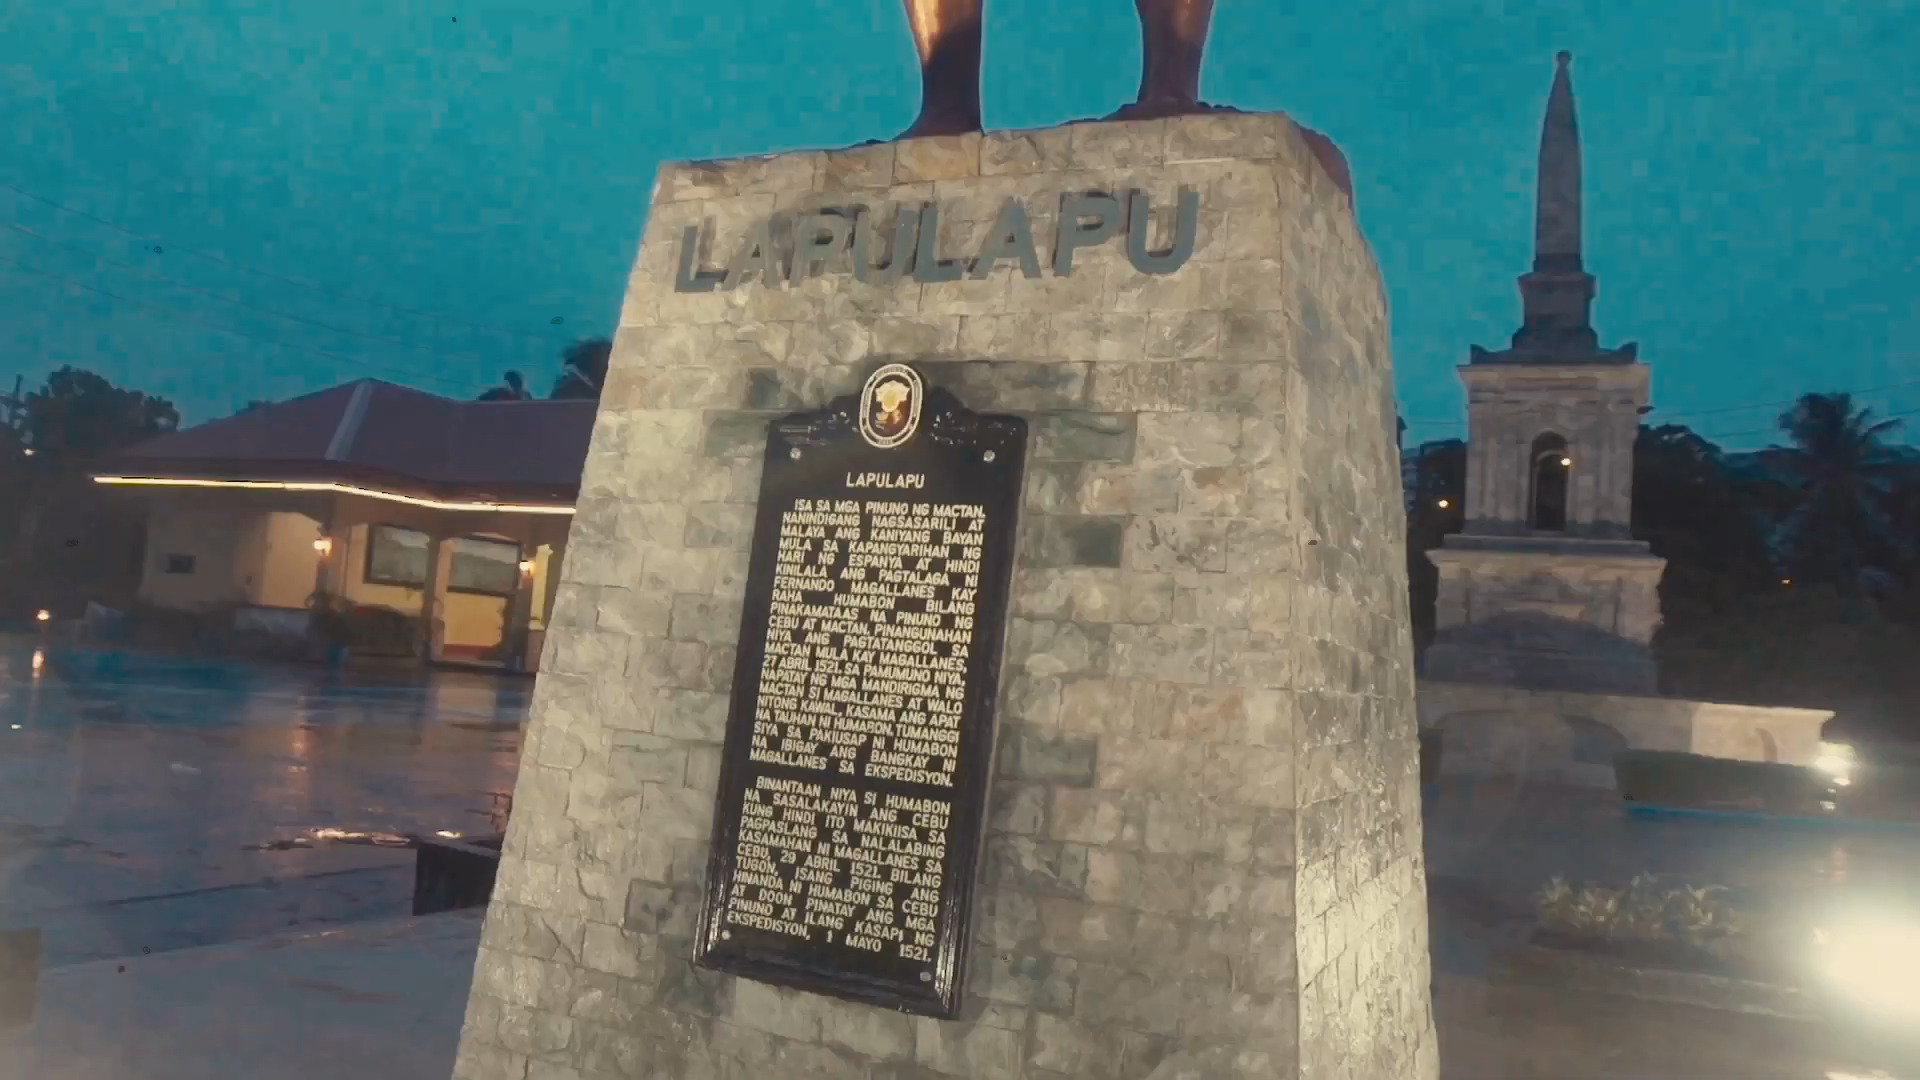 LAPULAPU
LAPULAPU
ISA SA MGA PINUNO NG MACTAN.
NANINDIGANG NAGSASARILI AT
MALAYA ANG KANIYANG BAYAN
MULA SA KAPANGYARIHAN NG
HARI NG ESPANYA AT HINDI
KINILALA ANG PAGTALAGA NI
FERNANDO MAGALLANES KAY
RAHA HUMABON BILANG
PINAKAMATAAS NA PINUNO NG
CEBU AT MACTAN. PINANGUNAHAN
NIYA ANG PAGTATANGGOL SA
MACTAN MULA KAY MAGALLANES,
27 ABRIL 1521. SA PAMUMUNO NIYA,
NAPATAY NG MGA MANDIRIGMA NG
MACTAN SI MAGALLANES AT WALO
NITONG KAWAL, KASAMA ANG APAT
NA TAUHAN NI HUMABON. TUMANGGI
SIYA SA PAKIUSAP NI HUMABON
NA IBIGAY ANG BANGKAY NI
MAGALLANES SA EKSPEDISYON.
BINANTAAN NIYA SI HUMABON
NA SASALAKAYIN ANG CEBU
KUNG HINDI ITO MAKIKIISA SA
PAGPASLANG SA NALALABING
KASAMAHAN NI MAGALLANES SA
CEBU, 29 ABRIL 1521. BILANG
TUGON, ISANG PIGING ANG
HINANDA NI HUMABON SA CEBU
AT DOON PINATAY ANG MGA
PINUNO AT ILANG KASAPI NG
EKSPEDISYON, 1 MAYO 1521.